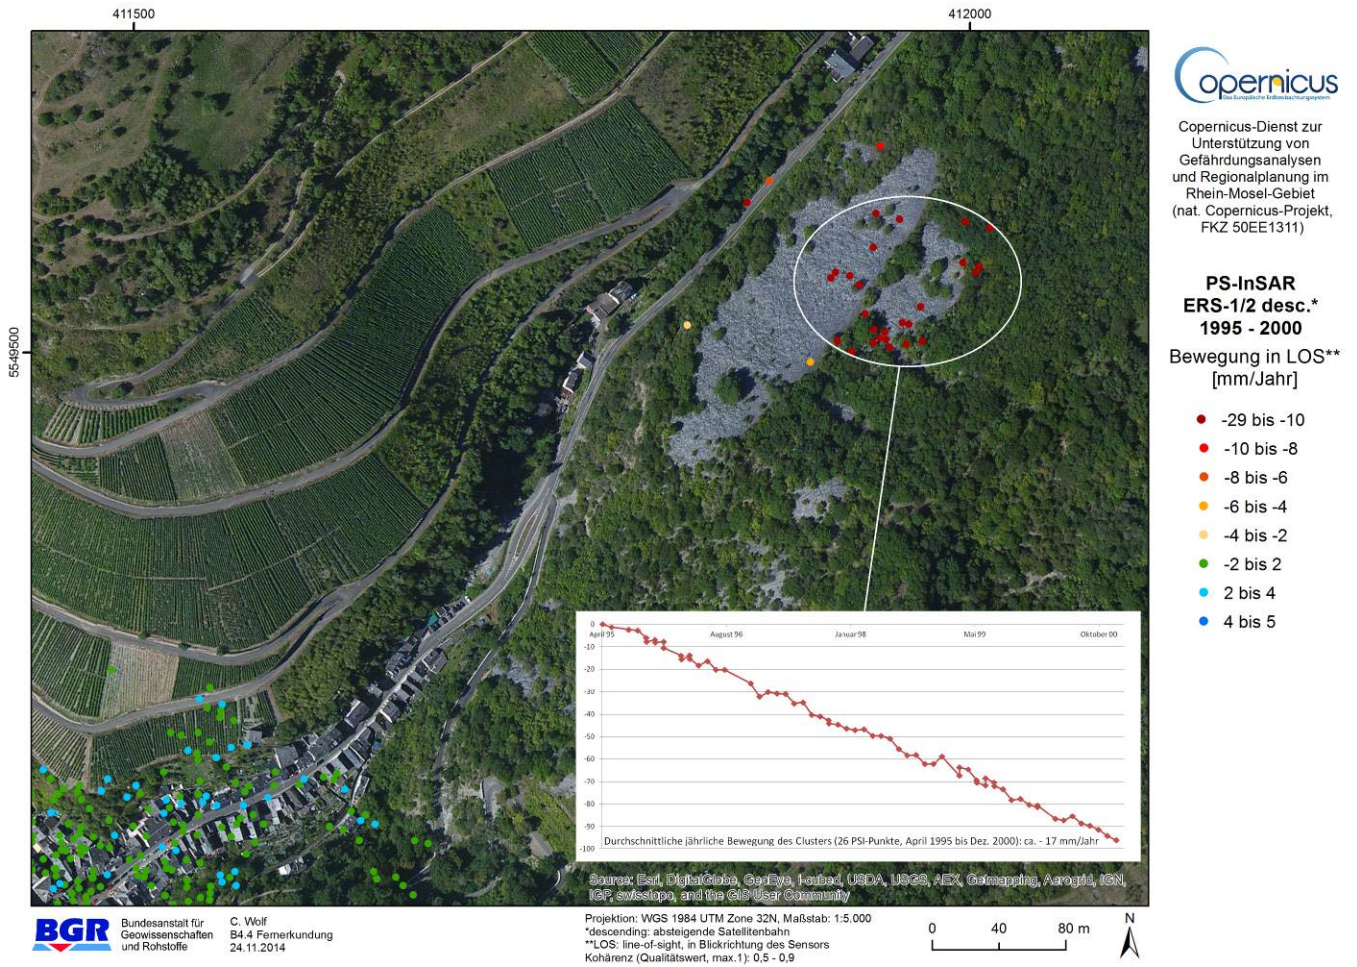 411500
412000
5549500
Copernicus
Das Europäische Erdbeobachtungssystem
Copernicus-Dienst zur
Unterstützung von
Gefährdungsanalysen
und Regionalplanung im
Rhein-Mosel-Gebiet
(nat. Copernicus-Projekt,
FKZ 50EE1311)
PS-InSAR
ERS-1/2 desc.*
1995 - 2000
Bewegung in LOS**
[mm/Jahr]
-29 bis -10
-10 bis -8
-8 bis -6
-6 bis -4
-4 bis -2
-2 bis 2
2 bis 4
4 bis 5
0
-10
-20
-30
-40
-50
-60
-70
-80
-90
-100
April 95 August 96 Januar 98 Mai 99 Oktober 00
Durchschnittliche jährliche Bewegung des Clusters (26 PSI-Punkte, April 1995 bis Dez. 2000): ca. - 17 mm/Jahr
Source: Esri, DigitalGlobe, GeoEye, i-cubed, USDA, USGS, AEX, Getmapping, Aerogrid, IGN,
IGP, swisstopo, and the GIS User Community
BGR
Bundesanstalt für
Geowissenschaften
und Rohstoffe
C. Wolf
B4.4 Fernerkundung
24.11.2014
Projektion: WGS 1984 UTM Zone 32N, Maßstab: 1:5.000
*descending: absteigende Satellitenbahn
**LOS: line-of-sight, in Blickrichtung des Sensors
Kohärenz (Qualitätswert, max.1): 0,5 - 0,9
0 40 80 m
N